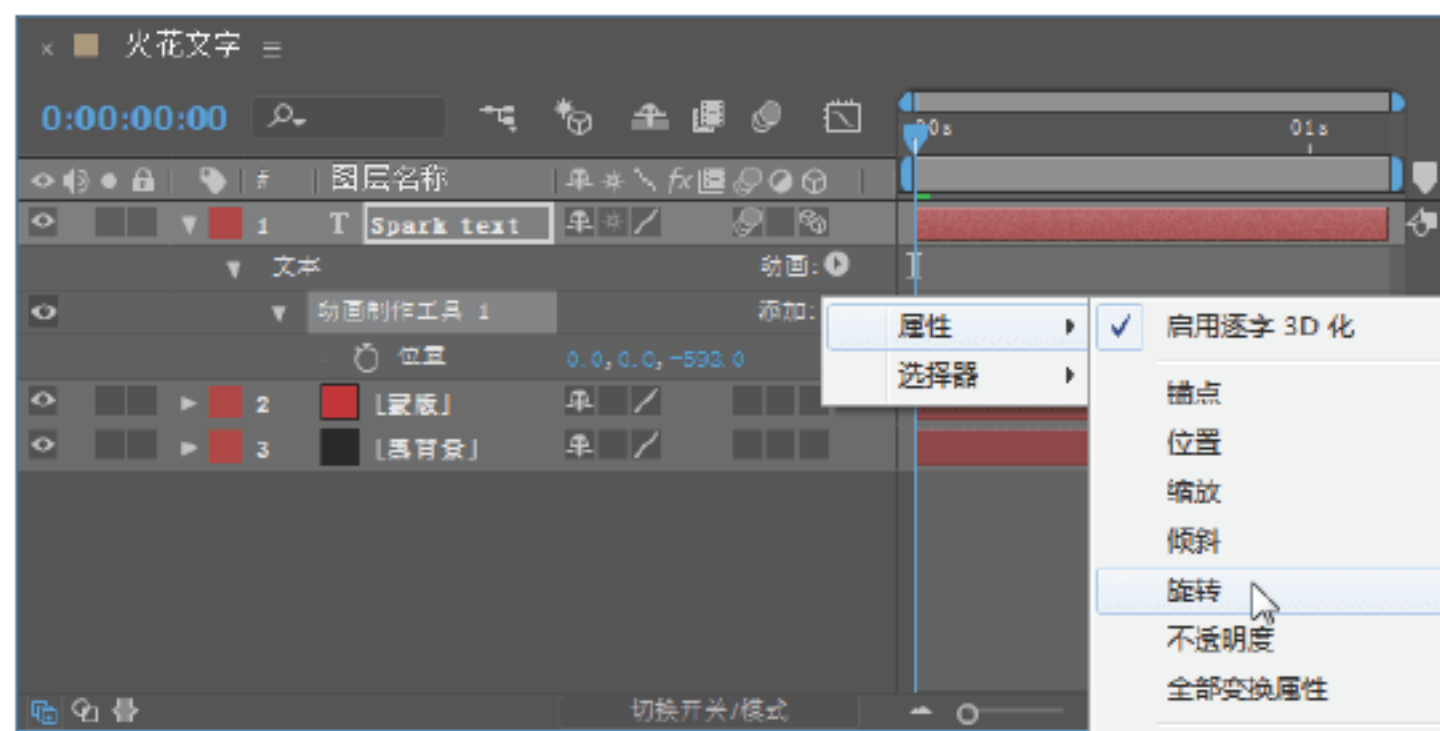 火花文字
0:00:00:00
00s 01s
# 图层名称 fx
1 T Spark text
文本 动画:
动画制作工具 1 添加:
位置 0.0,0.0,-593.0
2 [蒙版]
3 [黑背景]
切换开关/模式
属性
选择器
启用逐字 3D 化
锚点
位置
缩放
倾斜
旋转
不透明度
全部变换属性